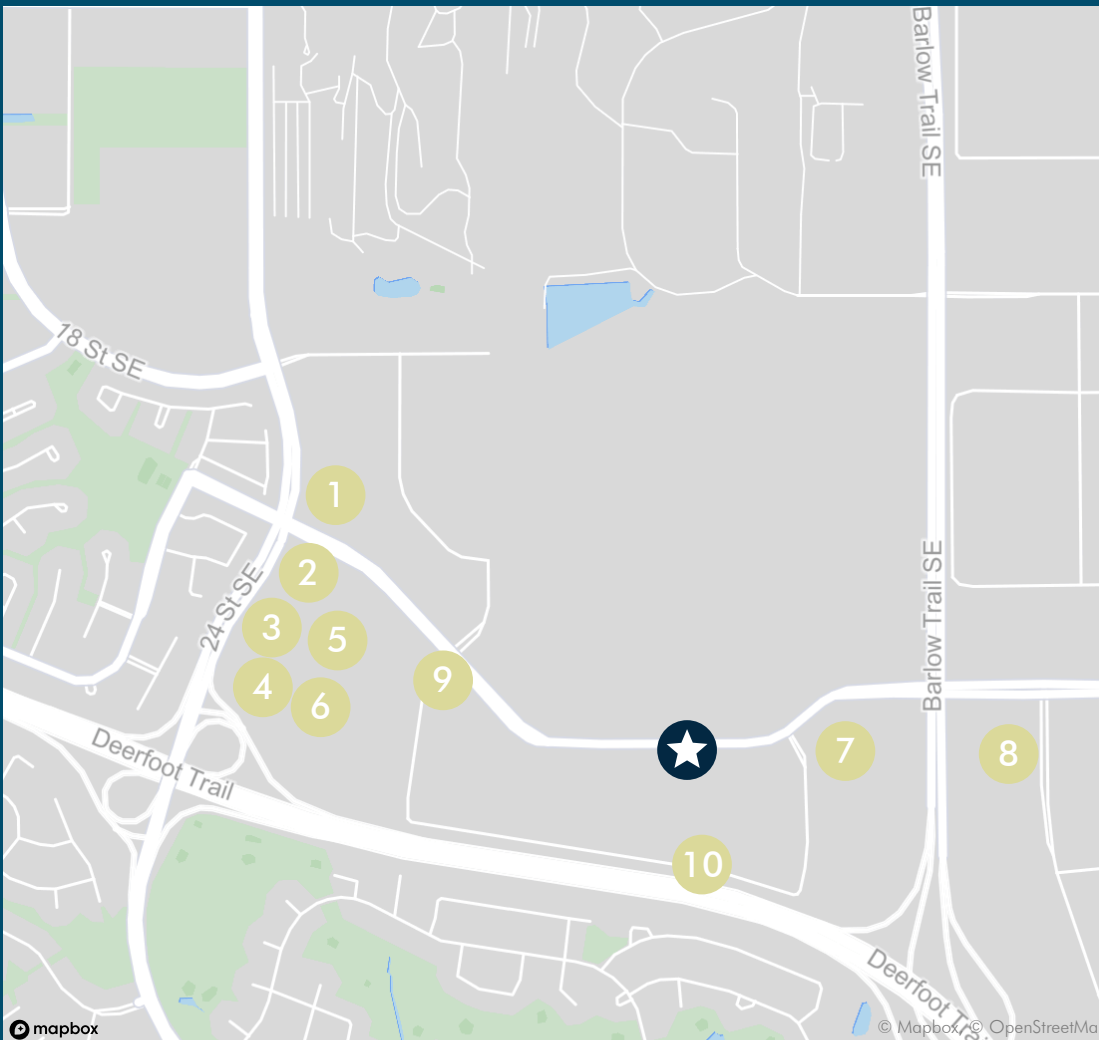 Barlow Trail SE
18 St SE
1
2
24 St SE
3
5
4
6
9
Barlow Trail SE
7
8
Deerfoot Trail
10
Deerfoot Trai
mapbox
© Mapbox, © OpenStreetMa